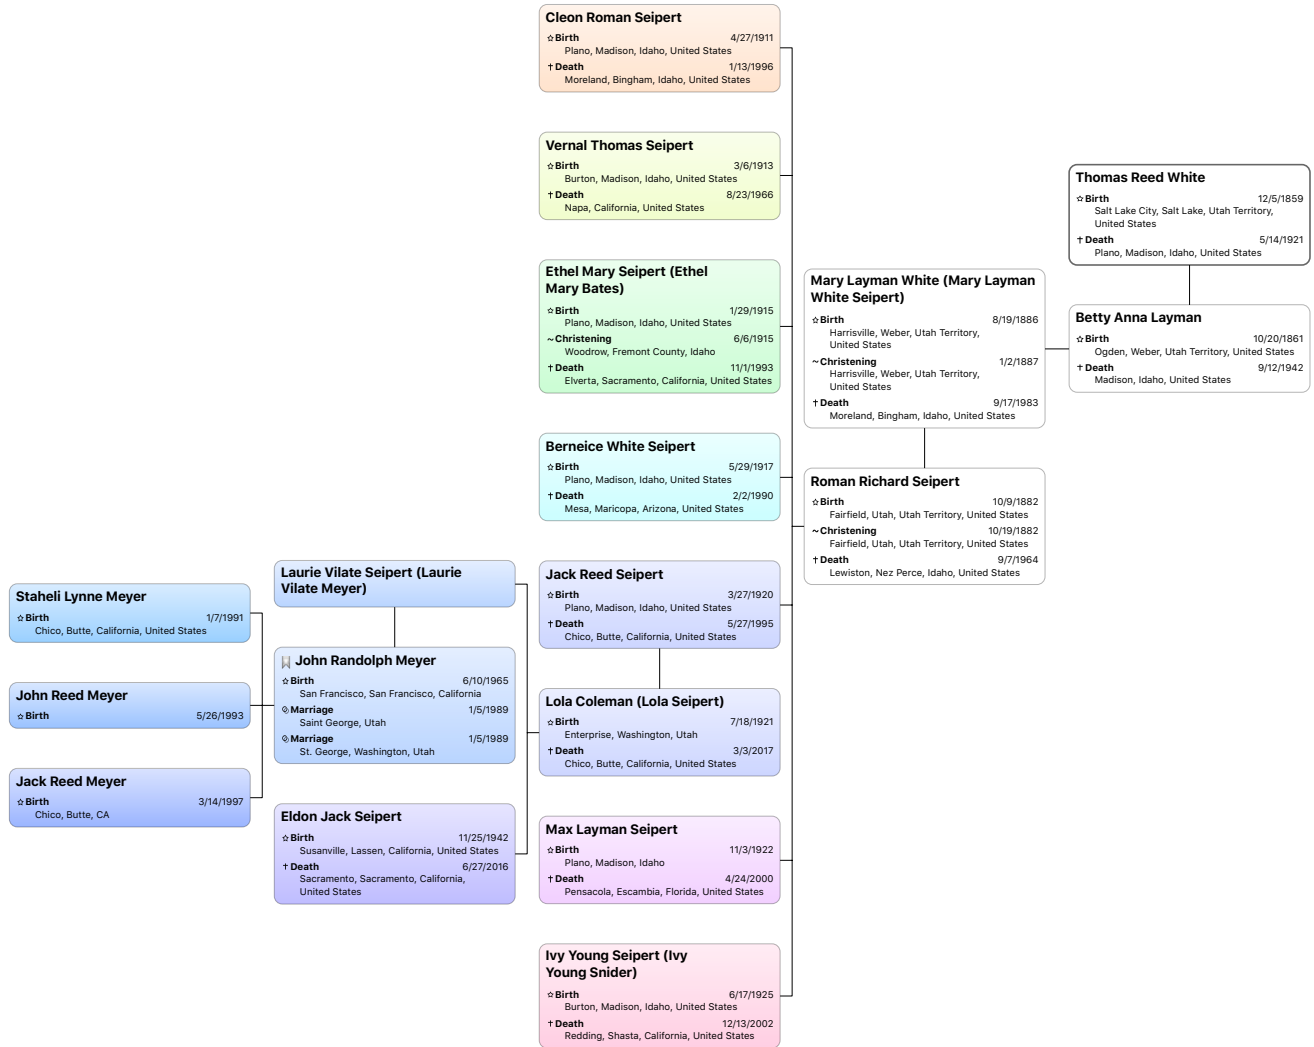 Cleon Roman Seipert
☆Birth 4/27/1911
Plano, Madison, Idaho, United States
†Death 1/13/1996
Moreland, Bingham, Idaho, United States
Vernal Thomas Seipert
☆Birth 3/6/1913
Burton, Madison, Idaho, United States
†Death 8/23/1966
Napa, California, United States
Ethel Mary Seipert (Ethel
Mary Bates)
☆Birth 1/29/1915
Plano, Madison, Idaho, United States
~Christening 6/6/1915
Woodrow, Fremont County, Idaho
†Death 11/1/1993
Elverta, Sacramento, California, United States
Berneice White Seipert
☆Birth 5/29/1917
Plano, Madison, Idaho, United States
†Death 2/2/1990
Mesa, Maricopa, Arizona, United States
Jack Reed Seipert
☆Birth 3/27/1920
Plano, Madison, Idaho, United States
†Death 5/27/1995
Chico, Butte, California, United States
Lola Coleman (Lola Seipert)
☆Birth 7/18/1921
Enterprise, Washington, Utah
†Death 3/3/2017
Chico, Butte, California, United States
Max Layman Seipert
☆Birth 11/3/1922
Plano, Madison, Idaho
†Death 4/24/2000
Pensacola, Escambia, Florida, United States
Ivy Young Seipert (Ivy
Young Snider)
☆Birth 6/17/1925
Burton, Madison, Idaho, United States
†Death 12/13/2002
Redding, Shasta, California, United States
Thomas Reed White
☆Birth 12/5/1859
Salt Lake City, Salt Lake, Utah Territory,
United States
†Death 5/14/1921
Plano, Madison, Idaho, United States
Betty Anna Layman
☆Birth 10/20/1861
Ogden, Weber, Utah Territory, United States
†Death 9/12/1942
Madison, Idaho, United States
Mary Layman White (Mary Layman
White Seipert)
☆Birth 8/19/1886
Harrisville, Weber, Utah Territory,
United States
~Christening 1/2/1887
Harrisville, Weber, Utah Territory,
United States
†Death 9/17/1983
Moreland, Bingham, Idaho, United States
Roman Richard Seipert
☆Birth 10/9/1882
Fairfield, Utah, Utah Territory, United States
~Christening 10/19/1882
Fairfield, Utah, Utah Territory, United States
†Death 9/7/1964
Lewiston, Nez Perce, Idaho, United States
Laurie Vilate Seipert (Laurie
Vilate Meyer)
John Randolph Meyer
☆Birth 6/10/1965
San Francisco, San Francisco, California
Marriage 1/5/1989
Saint George, Utah
Marriage 1/5/1989
St. George, Washington, Utah
Eldon Jack Seipert
☆Birth 11/25/1942
Susanville, Lassen, California, United States
†Death 6/27/2016
Sacramento, Sacramento, California,
United States
Staheli Lynne Meyer
☆Birth 1/7/1991
Chico, Butte, California, United States
John Reed Meyer
☆Birth 5/26/1993
Jack Reed Meyer
☆Birth 3/14/1997
Chico, Butte, CA